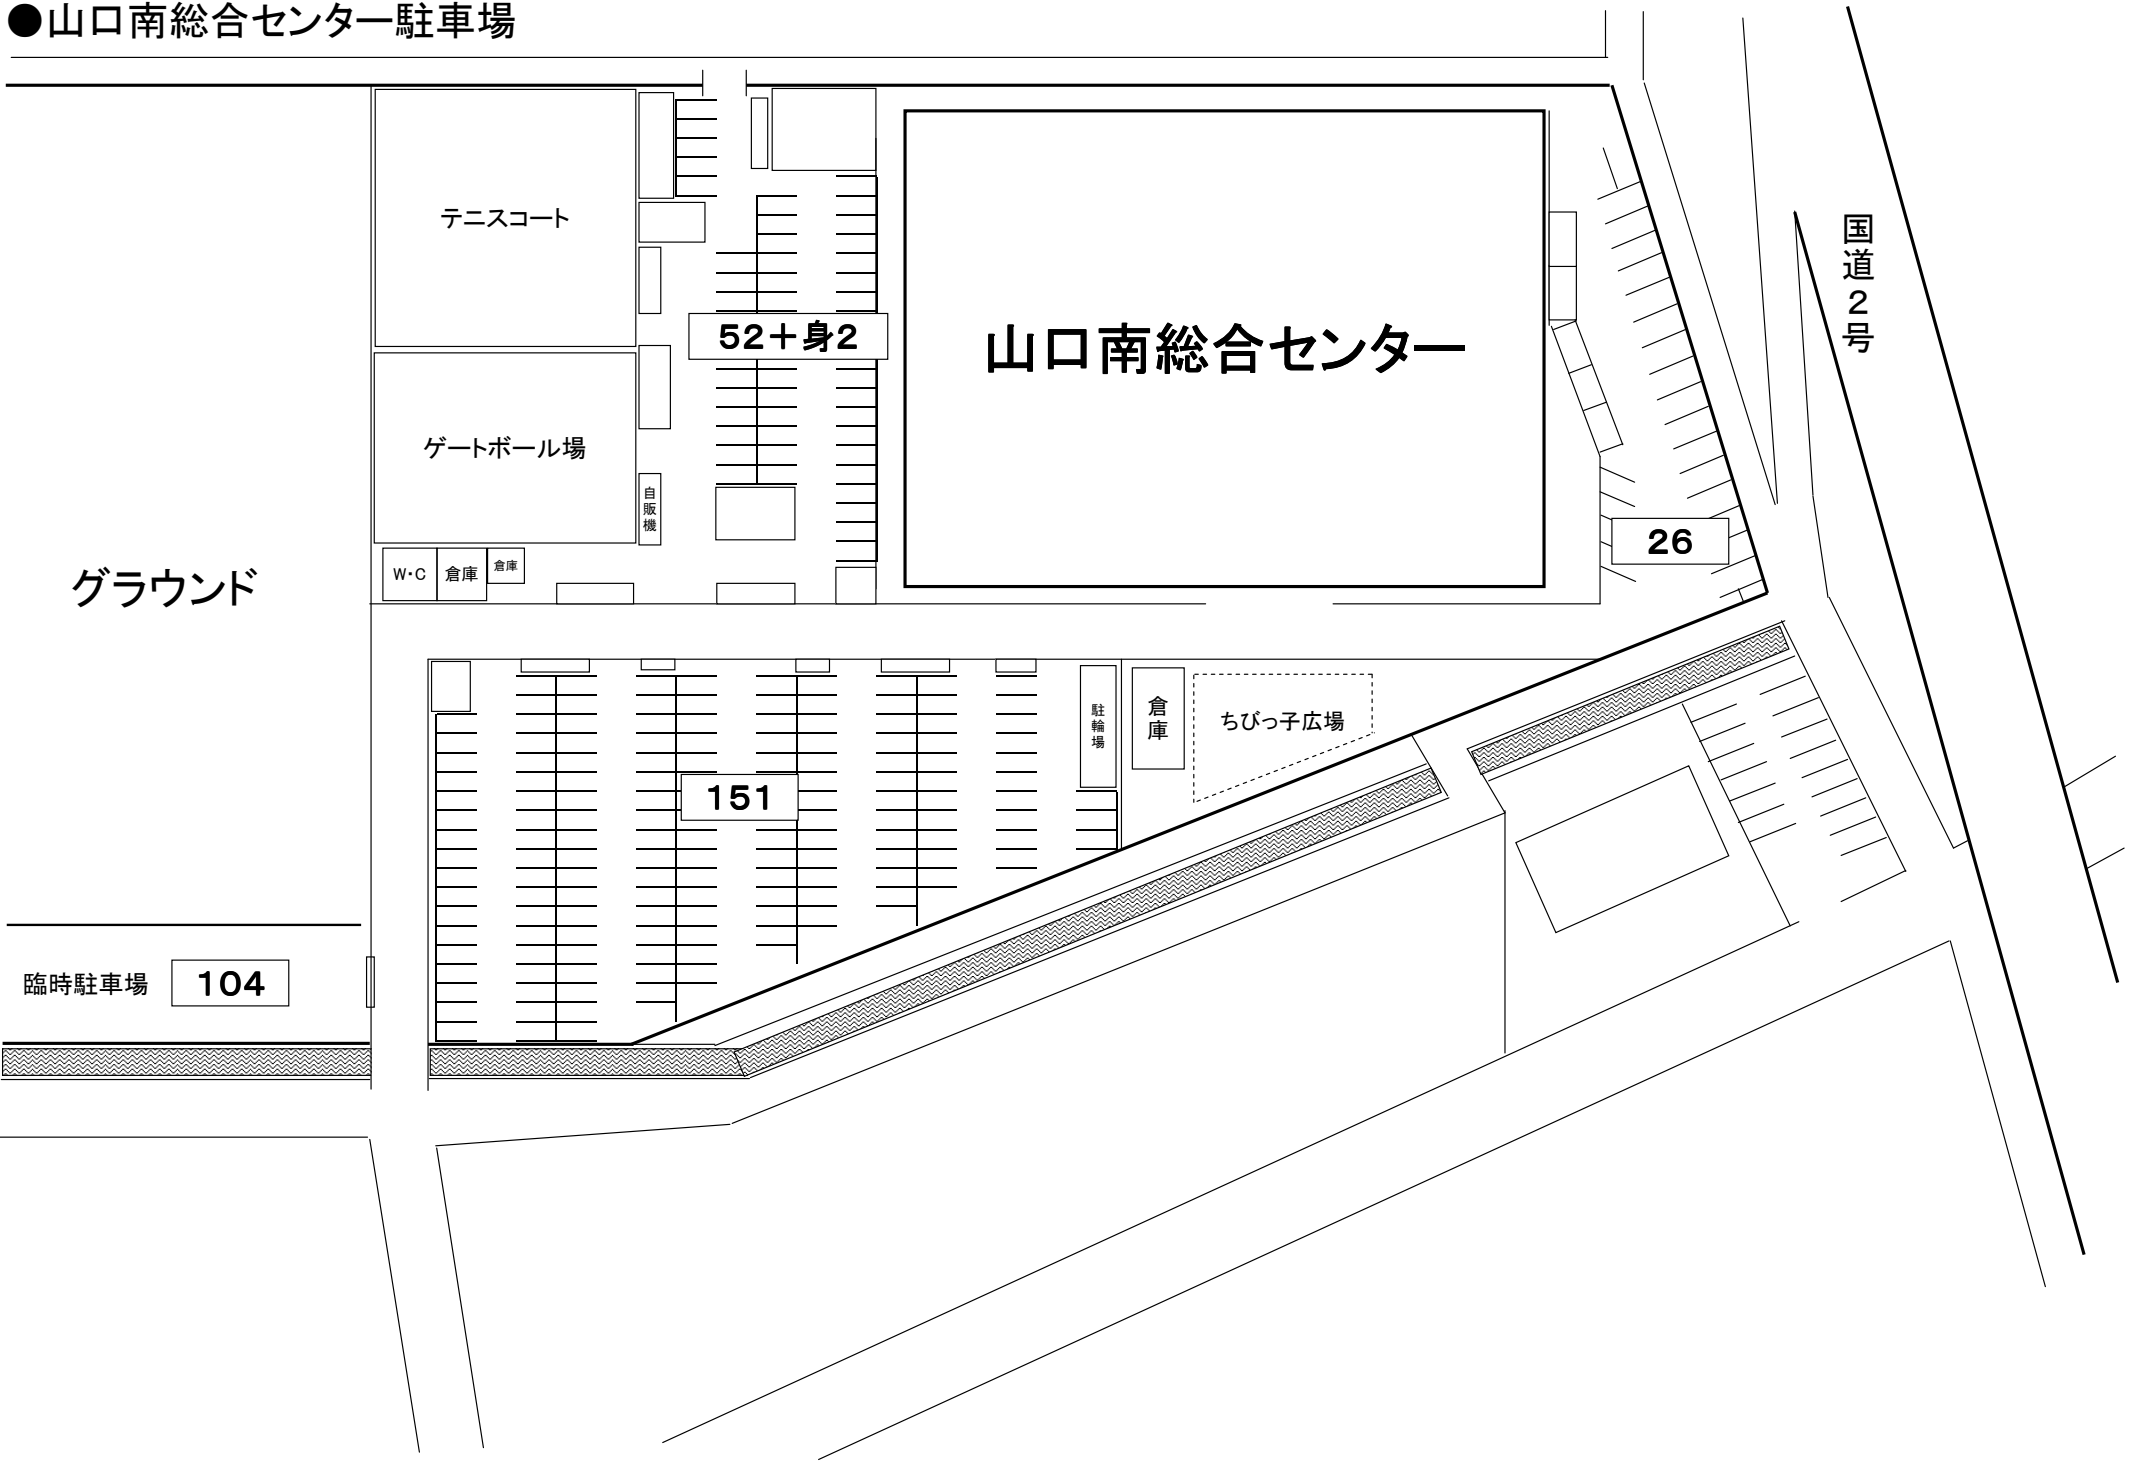 ●山口南総合センター駐車場
テニスコート
52＋身2
山口南総合センター
国道２号
ゲートボール場
自販機
26
W・C
倉庫
倉庫
グラウンド
駐輪場
倉庫
ちびっ子広場
151
臨時駐車場
104